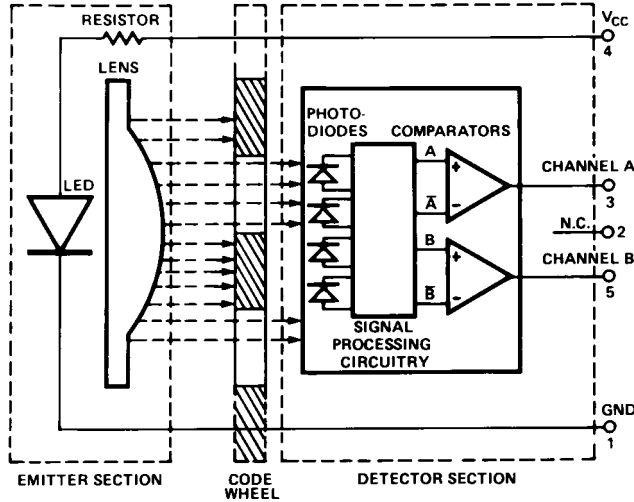 RESISTOR
VCC
4
LENS
PHOTO-
DIODES
COMPARATORS
LED
A
+
CHANNEL A
3
Ā
−
N.C.
2
B
+
CHANNEL B
5
B̅
−
SIGNAL
PROCESSING
CIRCUITRY
GND
1
EMITTER SECTION
CODE
WHEEL
DETECTOR SECTION